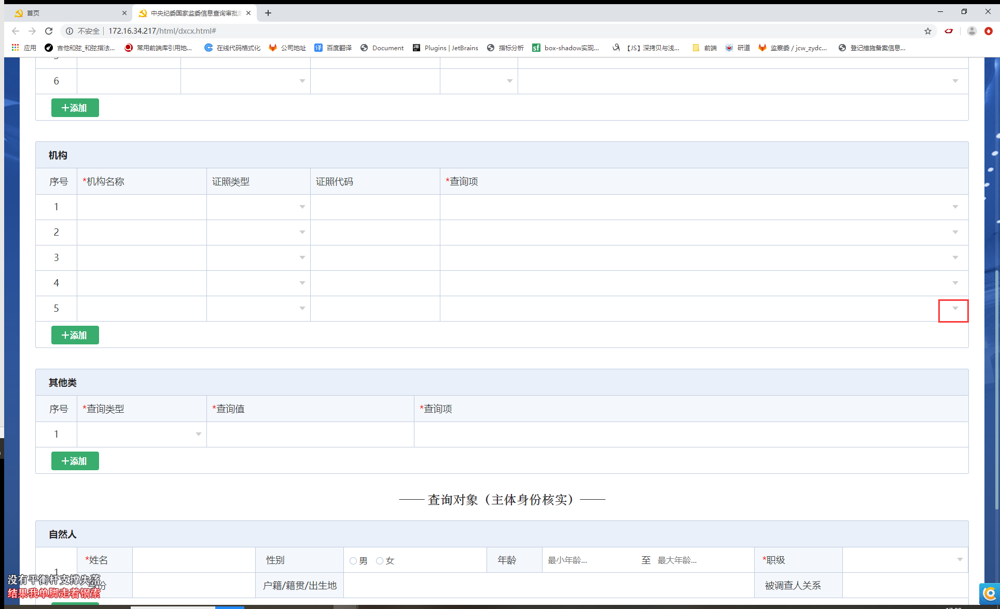 首页
中央纪委国家监委信息查询审批
不安全 172.16.34.217/html/dxcx.html#
应用 吉他和弦_和弦指法... 常用前端库引用地... 在线代码格式化 公司地址 百度翻译 Document Plugins | JetBrains 指标分析 box-shadow实现... 【JS】深拷贝与浅... 前端 研道 监察委 / jcw_zydc... 登记措施备案信息...
6
+添加
机构
序号 *机构名称 证照类型 证照代码 *查询项
1
2
3
4
5
+添加
其他类
序号 *查询类型 *查询值 *查询项
1
+添加
—— 查询对象（主体身份核实）——
自然人
1
*姓名 性别 男 女 年龄 最小年龄... 至 最大年龄... *职级
户籍/籍贯/出生地 被调查人关系
没有平衡杆支撑失落
结果我单脚走着钢索